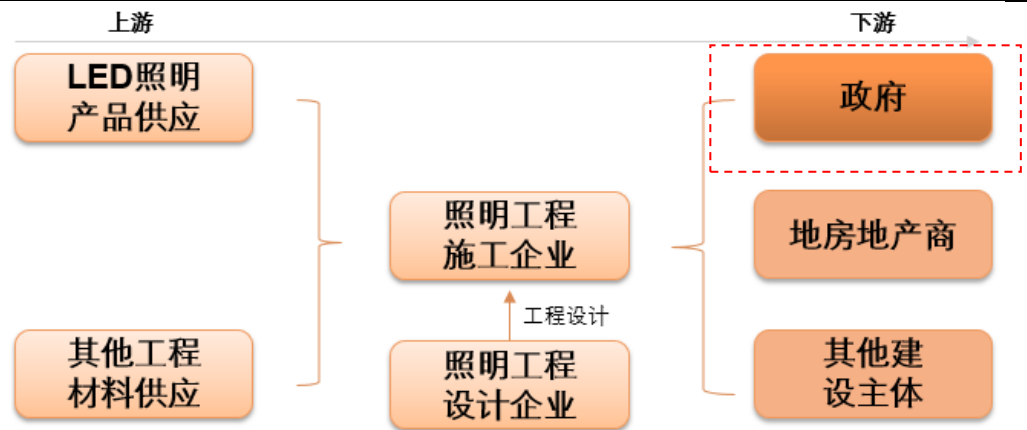 上游
下游
LED照明
产品供应
政府
照明工程
施工企业
地房地产商
工程设计
其他工程
材料供应
照明工程
设计企业
其他建
设主体